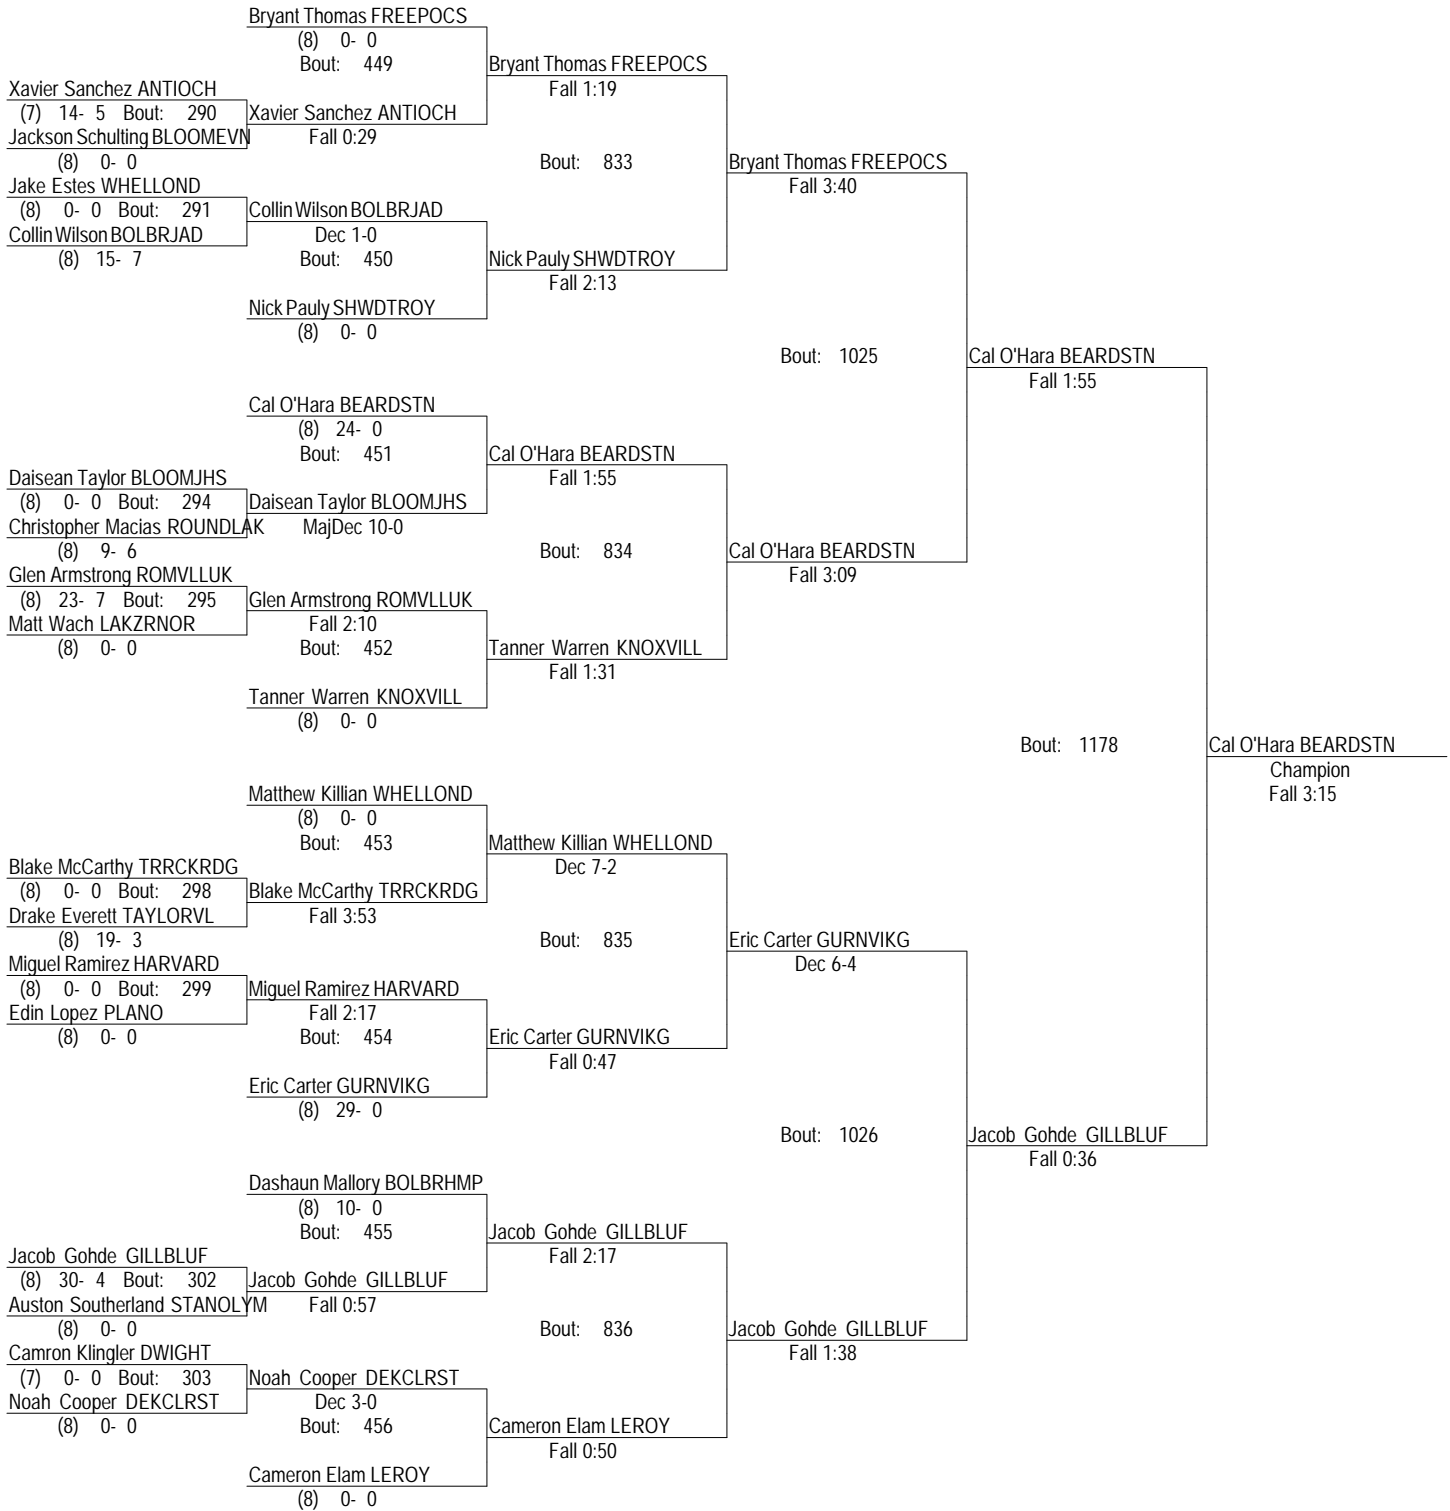 Bryant Thomas FREEPOCS
(8) 0- 0
Bout: 449
Bryant Thomas FREEPOCS
Fall 1:19
Xavier Sanchez ANTIOCH
(7) 14- 5 Bout: 290
Xavier Sanchez ANTIOCH
Jackson Schulting BLOOMEVN
Fall 0:29
(8) 0- 0
Bout: 833
Bryant Thomas FREEPOCS
Fall 3:40
Jake Estes WHELLOND
(8) 0- 0 Bout: 291
Collin Wilson BOLBRJAD
Collin Wilson BOLBRJAD
Dec 1-0
(8) 15- 7
Bout: 450
Nick Pauly SHWDTROY
Fall 2:13
Nick Pauly SHWDTROY
(8) 0- 0
Bout: 1025
Cal O'Hara BEARDSTN
Fall 1:55
Cal O'Hara BEARDSTN
(8) 24- 0
Bout: 451
Cal O'Hara BEARDSTN
Fall 1:55
Daisean Taylor BLOOMJHS
(8) 0- 0 Bout: 294
Daisean Taylor BLOOMJHS
Christopher Macias ROUNDLAK
MajDec 10-0
(8) 9- 6
Bout: 834
Cal O'Hara BEARDSTN
Fall 3:09
Glen Armstrong ROMVLLUK
(8) 23- 7 Bout: 295
Glen Armstrong ROMVLLUK
Matt Wach LAKZRNOR
Fall 2:10
(8) 0- 0
Bout: 452
Tanner Warren KNOXVILL
Fall 1:31
Tanner Warren KNOXVILL
(8) 0- 0
Bout: 1178
Cal O'Hara BEARDSTN
Champion
Fall 3:15
Matthew Killian WHELLOND
(8) 0- 0
Bout: 453
Matthew Killian WHELLOND
Dec 7-2
Blake McCarthy TRRCKRDG
(8) 0- 0 Bout: 298
Blake McCarthy TRRCKRDG
Drake Everett TAYLORVL
Fall 3:53
(8) 19- 3
Bout: 835
Eric Carter GURNVIKG
Dec 6-4
Miguel Ramirez HARVARD
(8) 0- 0 Bout: 299
Miguel Ramirez HARVARD
Edin Lopez PLANO
Fall 2:17
(8) 0- 0
Bout: 454
Eric Carter GURNVIKG
Fall 0:47
Eric Carter GURNVIKG
(8) 29- 0
Bout: 1026
Jacob Gohde GILLBLUF
Fall 0:36
Dashaun Mallory BOLBRHMP
(8) 10- 0
Bout: 455
Jacob Gohde GILLBLUF
Fall 2:17
Jacob Gohde GILLBLUF
(8) 30- 4 Bout: 302
Jacob Gohde GILLBLUF
Auston Southerland STANOLYM
Fall 0:57
(8) 0- 0
Bout: 836
Jacob Gohde GILLBLUF
Fall 1:38
Camron Klingler DWIGHT
(7) 0- 0 Bout: 303
Noah Cooper DEKCLRST
Noah Cooper DEKCLRST
Dec 3-0
(8) 0- 0
Bout: 456
Cameron Elam LEROY
Fall 0:50
Cameron Elam LEROY
(8) 0- 0